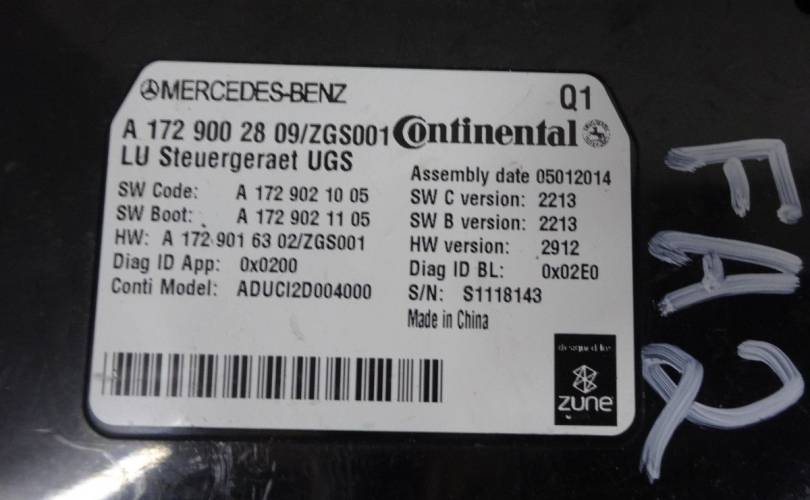 MERCEDES-BENZ
Q1
A 172 900 28 09/ZGS001
Continental
LU Steuergeraet UGS
Assembly date 05012014
SW Code: A 172 902 10 05
SW C version: 2213
SW Boot: A 172 902 11 05
SW B version: 2213
HW: A 172 901 63 02/ZGS001
HW version: 2912
Diag ID App: 0x0200
Diag ID BL: 0x02E0
Conti Model: ADUCI2D004000
S/N: S1118143
Made in China
designed for
zune